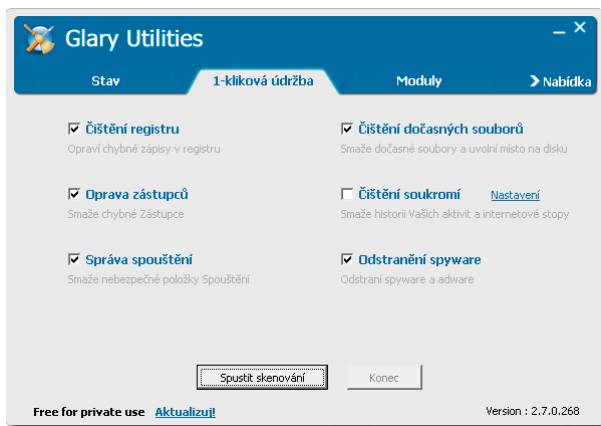 Glary Utilities
Stav
1-kliková údržba
Moduly
Nabídka
Čištění registru
Opraví chybné zápisy v registru
Čištění dočasných souborů
Smaže dočasné soubory a uvolní místo na disku
Oprava zástupců
Smaže chybné Zástupce
Čištění soukromí Nastavení
Smaže historii Vašich aktivit a internetové stopy
Správa spouštění
Smaže nebezpečné položky Spouštění
Odstranění spyware
Odstraní spyware a adware
Spustit skenování
Konec
Free for private use Aktualizuj!
Version : 2.7.0.268